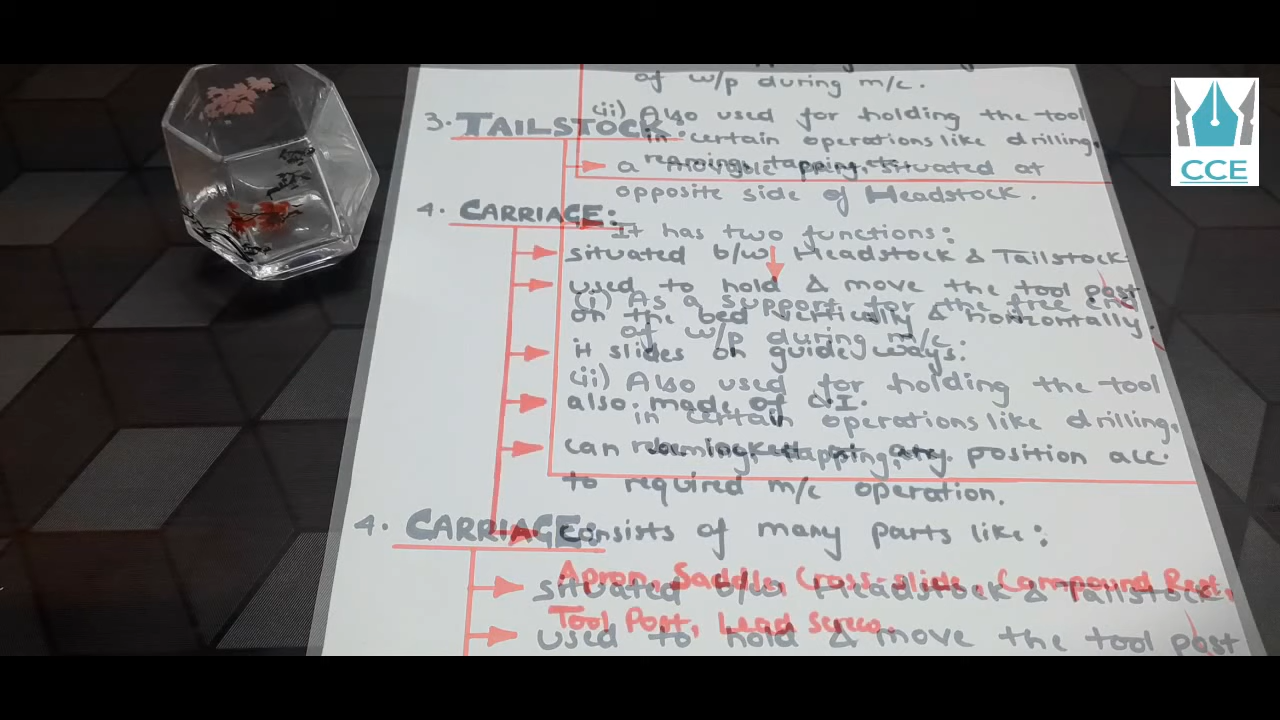 of w/p during m/c.
(ii) Also used for holding the tool
3. TAILSTOCK.
in certain operations like drilling,
reaming, tapping, etc.
a movable part, situated at
opposite side of Headstock.
4. CARRIAGE:
It has two functions:
situated b/w Headstock & Tailstock.
used to hold & move the tool post
(i) As a support for the free end
on the bed vertically & horizontally.
of w/p during m/c.
it slides on guide ways.
(ii) Also used for holding the tool
also made of C.I.
in certain operations like drilling,
reaming, tapping, etc.
can be position acc.
to required m/c operation.
4. CARRIAGE:
consists of many parts like:
Apron, Saddle, Cross-slide, Compound Rest,
situated b/w Headstock & Tailstock.
Tool Post, Lead Screw.
used to hold & move the tool post
CCE